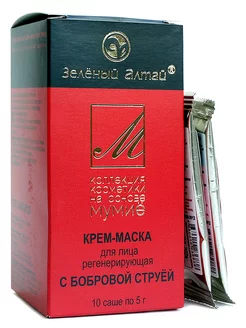 Зелёный Алтай
М
КОЛЛЕКЦИЯ
КОСМЕТИКИ
НА ОСНОВЕ
МУМИЁ
КРЕМ-МАСКА
для лица
регенерирующая
С БОБРОВОЙ СТРУЁЙ
10 саше по 5 г